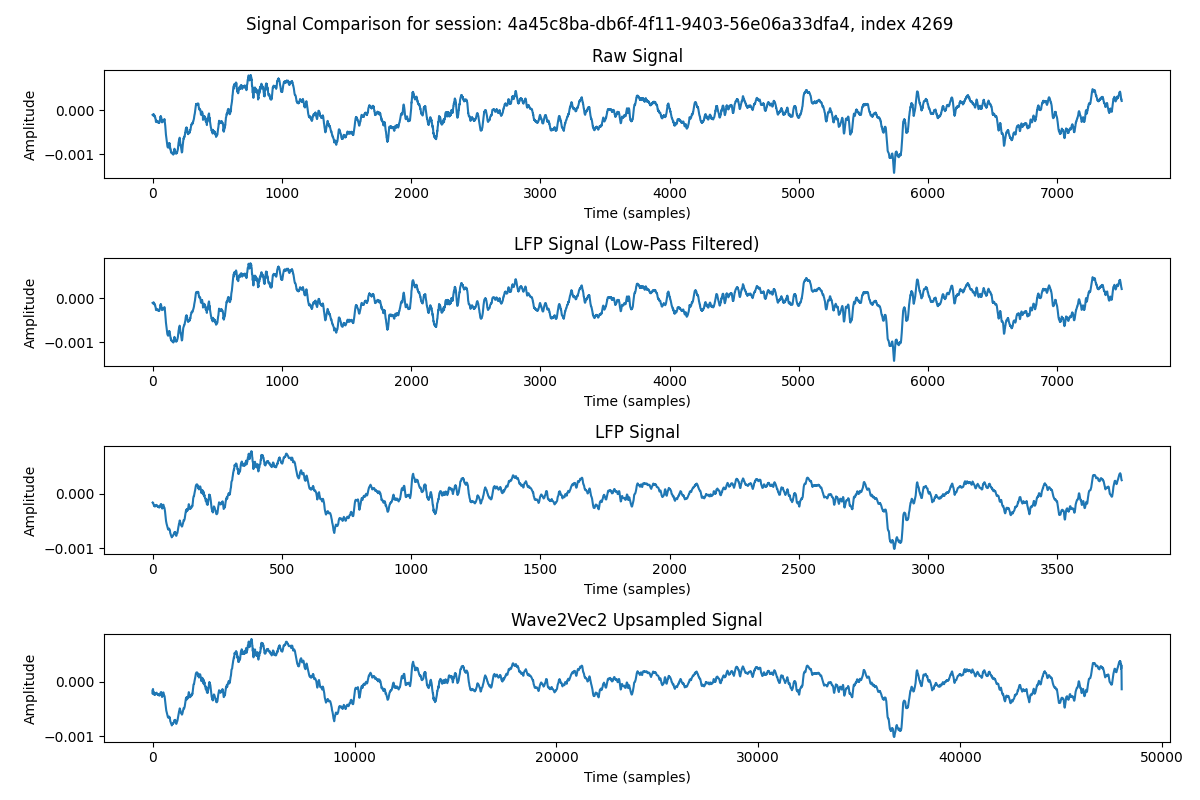 Signal Comparison for session: 4a45c8ba-db6f-4f11-9403-56e06a33dfa4, index 4269
Raw Signal
Amplitude
0.000
−0.001
0 1000 2000 3000 4000 5000 6000 7000
Time (samples)
LFP Signal (Low-Pass Filtered)
Amplitude
0.000
−0.001
0 1000 2000 3000 4000 5000 6000 7000
Time (samples)
LFP Signal
Amplitude
0.000
−0.001
0 500 1000 1500 2000 2500 3000 3500
Time (samples)
Wave2Vec2 Upsampled Signal
Amplitude
0.000
−0.001
0 10000 20000 30000 40000 50000
Time (samples)